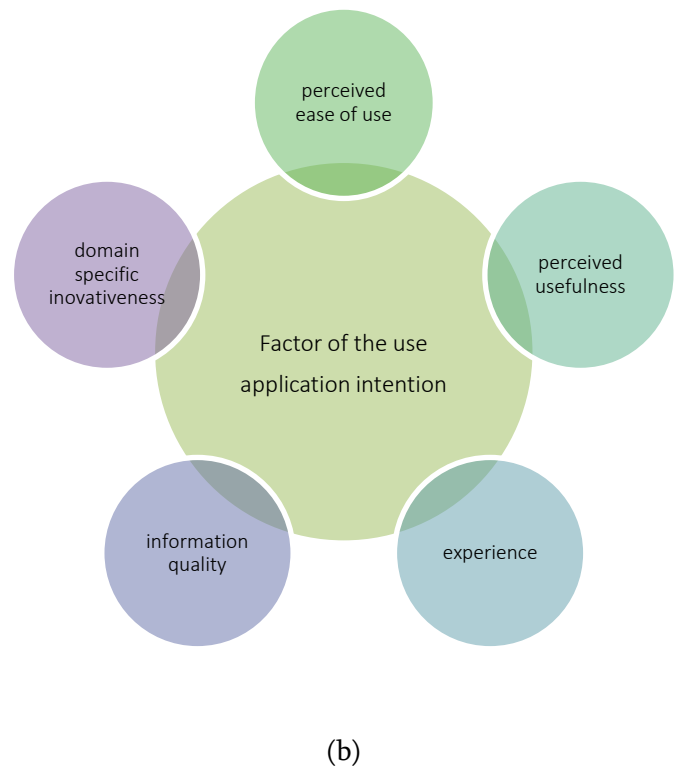 perceived
ease of use
domain
specific
inovativeness
perceived
usefulness
Factor of the use
application intention
information
quality
experience
(b)